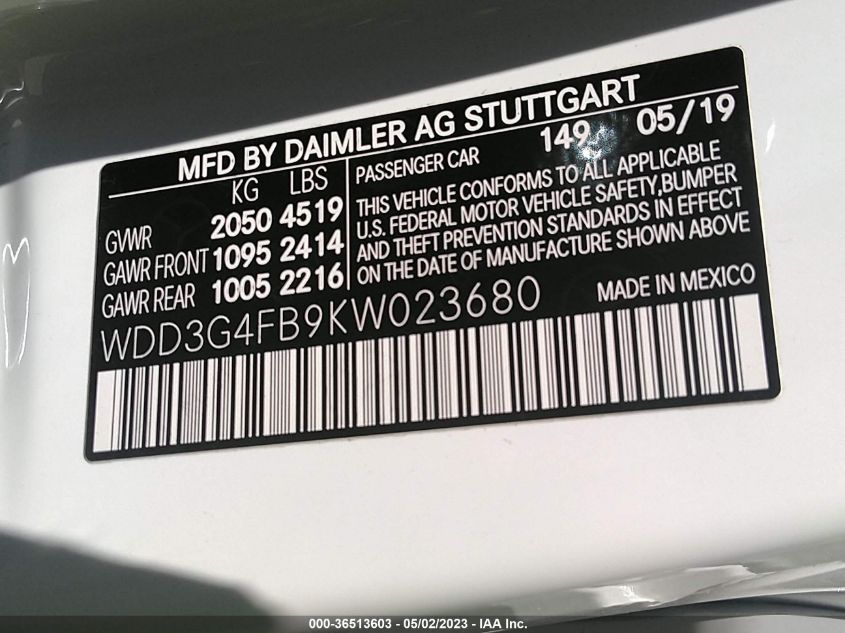 MFD BY DAIMLER AG STUTTGART
KG LBS
GVWR 2050 4519
GAWR FRONT 1095 2414
GAWR REAR 1005 2216
PASSENGER CAR 149 05/19
THIS VEHICLE CONFORMS TO ALL APPLICABLE
U.S. FEDERAL MOTOR VEHICLE SAFETY,BUMPER
AND THEFT PREVENTION STANDARDS IN EFFECT
ON THE DATE OF MANUFACTURE SHOWN ABOVE
WDD3G4FB9KW023680
MADE IN MEXICO
000-36513603 — 05/02/2023 — IAA Inc.